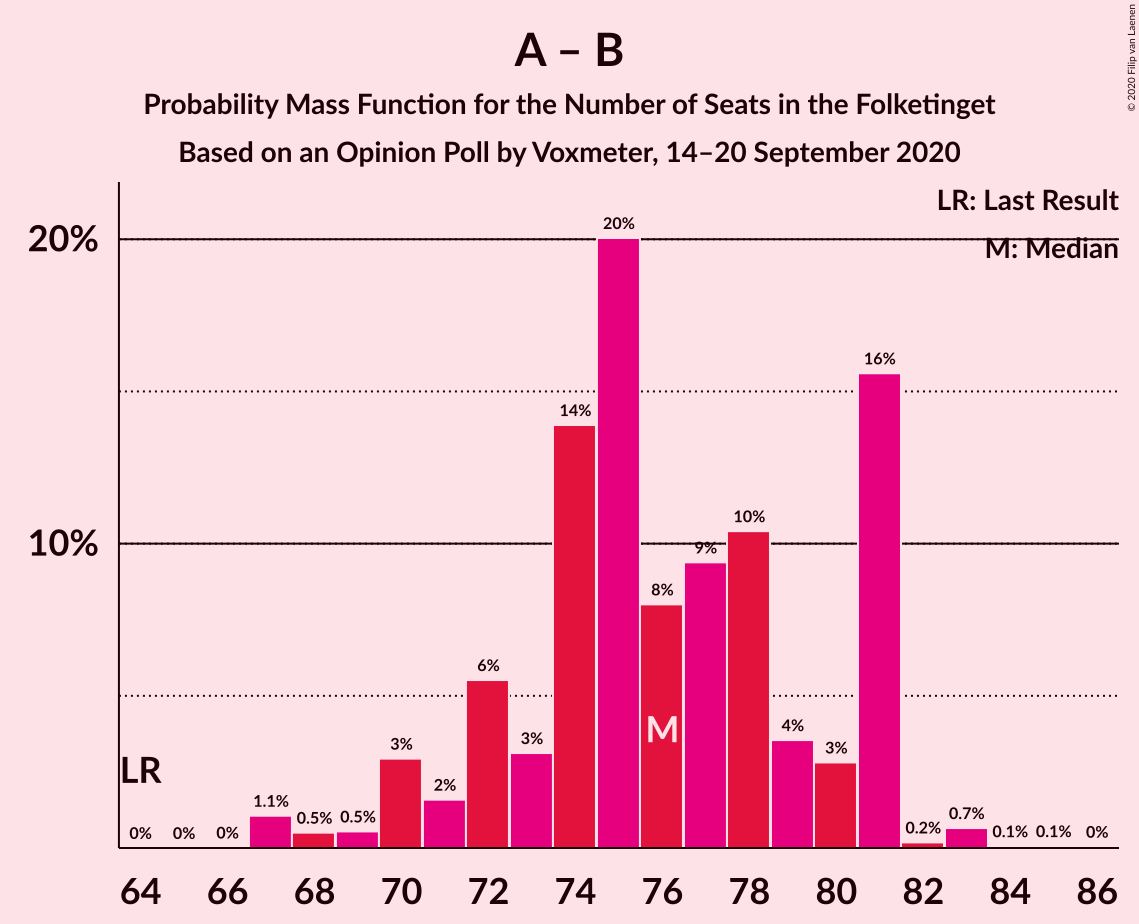 A – B
Probability Mass Function for the Number of Seats in the Folketinget
Based on an Opinion Poll by Voxmeter, 14–20 September 2020
© 2020 Filip van Laenen
LR: Last Result
M: Median
20%
10%
20%
16%
14%
10%
9%
8%
6%
4%
3%
3%
3%
2%
1.1%
0.5%
0.5%
0.2%
0.7%
0.1%
0.1%
0%
0%
0%
0%
LR
M
64 66 68 70 72 74 76 78 80 82 84 86